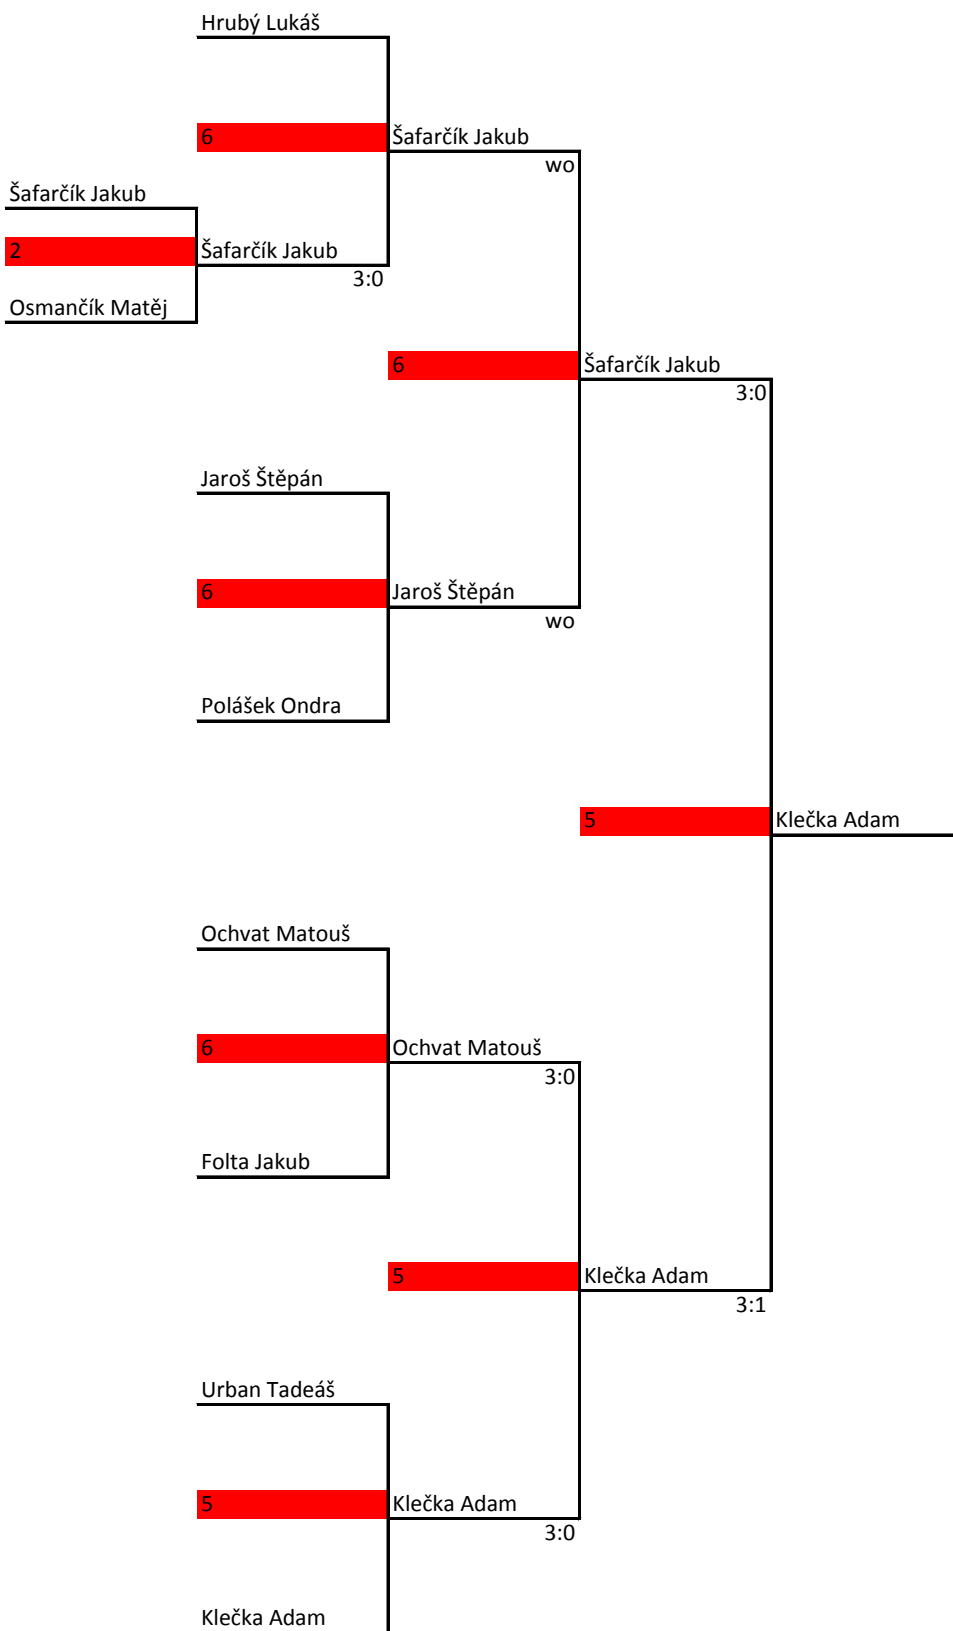 Hrubý Lukáš
6
Šafarčík Jakub
wo
Šafarčík Jakub
2
Šafarčík Jakub
3:0
Osmančík Matěj
6
Šafarčík Jakub
3:0
Jaroš Štěpán
6
Jaroš Štěpán
wo
Polášek Ondra
5
Klečka Adam
Ochvat Matouš
6
Ochvat Matouš
3:0
Folta Jakub
5
Klečka Adam
3:1
Urban Tadeáš
5
Klečka Adam
3:0
Klečka Adam